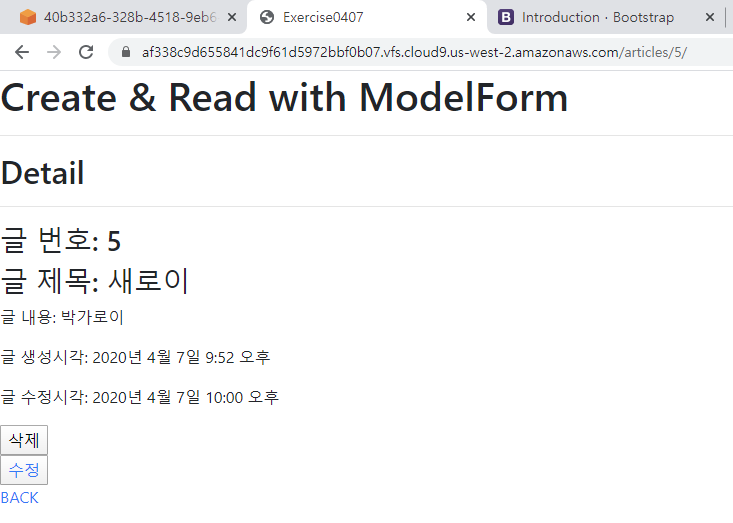 40b332a6-328b-4518-9eb6
Exercise0407
Introduction · Bootstrap
af338c9d655841dc9f61d5972bbf0b07.vfs.cloud9.us-west-2.amazonaws.com/articles/5/
Create & Read with ModelForm
Detail
글 번호: 5
글 제목: 새로이
글 내용: 박가로이
글 생성시각: 2020년 4월 7일 9:52 오후
글 수정시각: 2020년 4월 7일 10:00 오후
삭제
수정
BACK